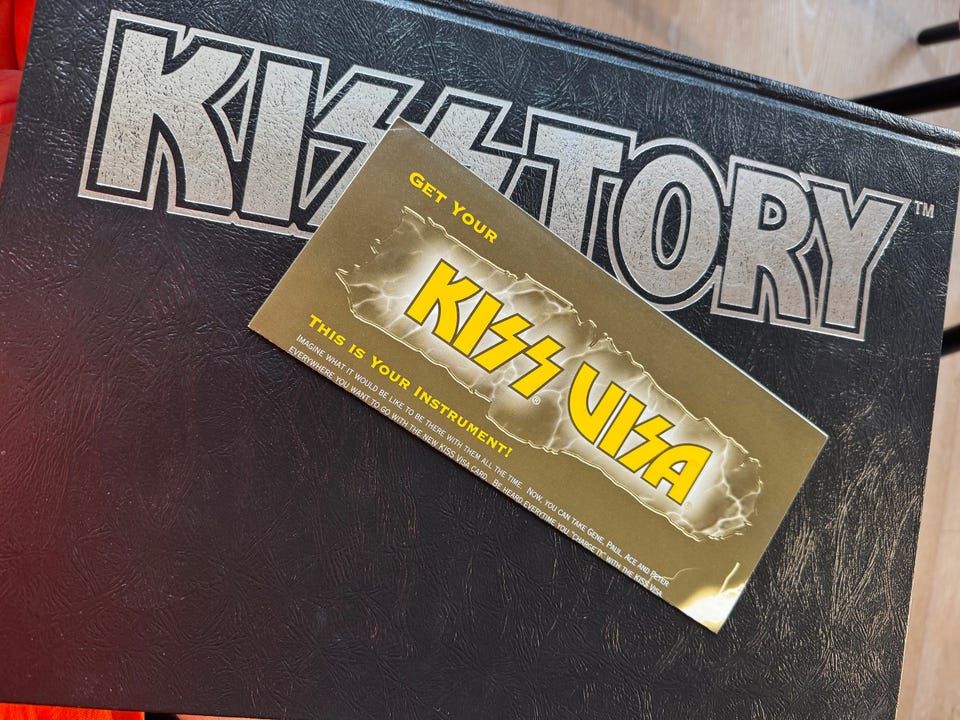 KISSTORY™
GET YOUR
KISS® VISA
THIS IS YOUR INSTRUMENT!
IMAGINE WHAT IT WOULD BE LIKE TO BE THERE WITH THEM ALL THE TIME. NOW, YOU CAN TAKE GENE, PAUL, ACE AND PETER
EVERYWHERE YOU WANT TO GO WITH THE NEW KISS VISA CARD. BE HEARD EVERYTIME YOU "CHARGE IT" WITH THE KISS VISA.